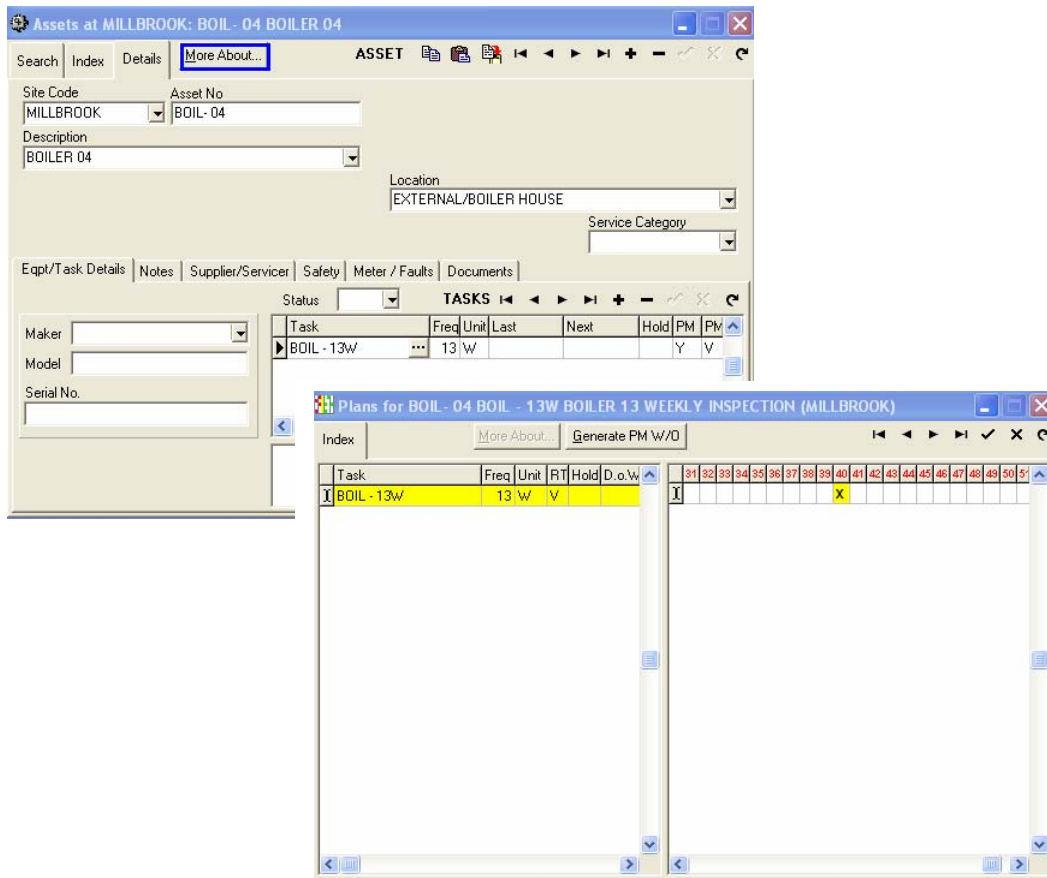 Assets at MILLBROOK: BOIL- 04 BOILER 04
Search Index Details More About... ASSET
Site Code Asset No
MILLBROOK BOIL- 04
Description
BOILER 04
Location
EXTERNAL/BOILER HOUSE
Service Category
Eqpt/Task Details Notes Supplier/Servicer Safety Meter / Faults Documents
Status TASKS
Maker
Model
Serial No.
Task Freq Unit Last Next Hold PM PM
BOIL - 13W ... 13 W Y V
Plans for BOIL- 04 BOIL - 13W BOILER 13 WEEKLY INSPECTION (MILLBROOK)
Index More About... Generate PM W/O
Task Freq Unit RT Hold D.o.W 31 32 33 34 35 36 37 38 39 40 41 42 43 44 45 46 47 48 49 50
BOIL - 13W 13 W V X